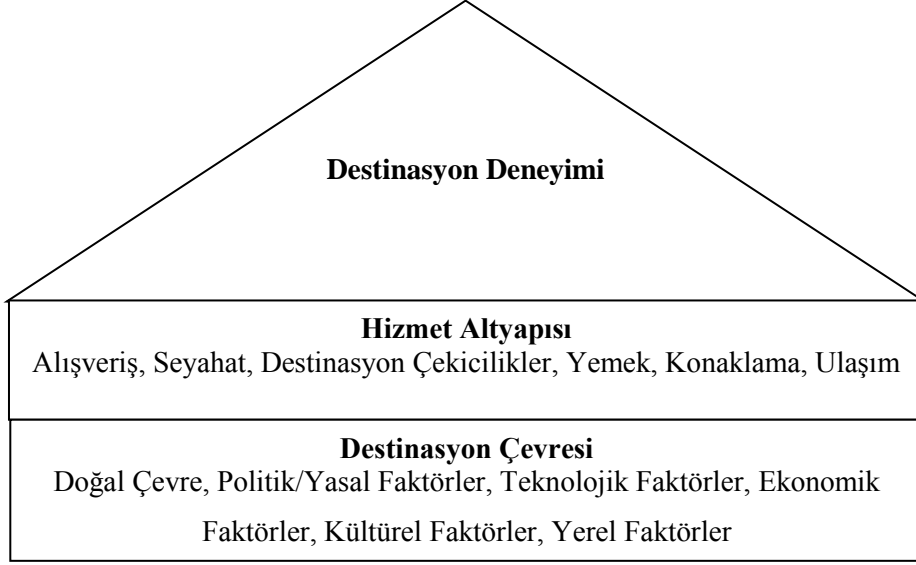 Destinasyon Deneyimi
Hizmet Altyapısı
Alışveriş, Seyahat, Destinasyon Çekicilikler, Yemek, Konaklama, Ulaşım
Destinasyon Çevresi
Doğal Çevre, Politik/Yasal Faktörler, Teknolojik Faktörler, Ekonomik
Faktörler, Kültürel Faktörler, Yerel Faktörler